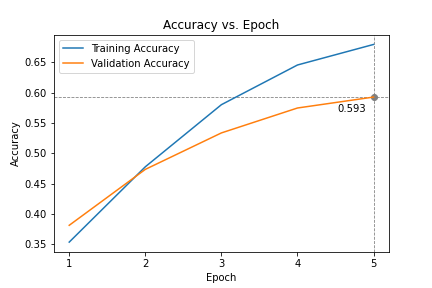 Accuracy vs. Epoch
Training Accuracy
Validation Accuracy
0.65
0.60
0.55
0.50
0.45
0.40
0.35
Accuracy
0.593
1 2 3 4 5
Epoch